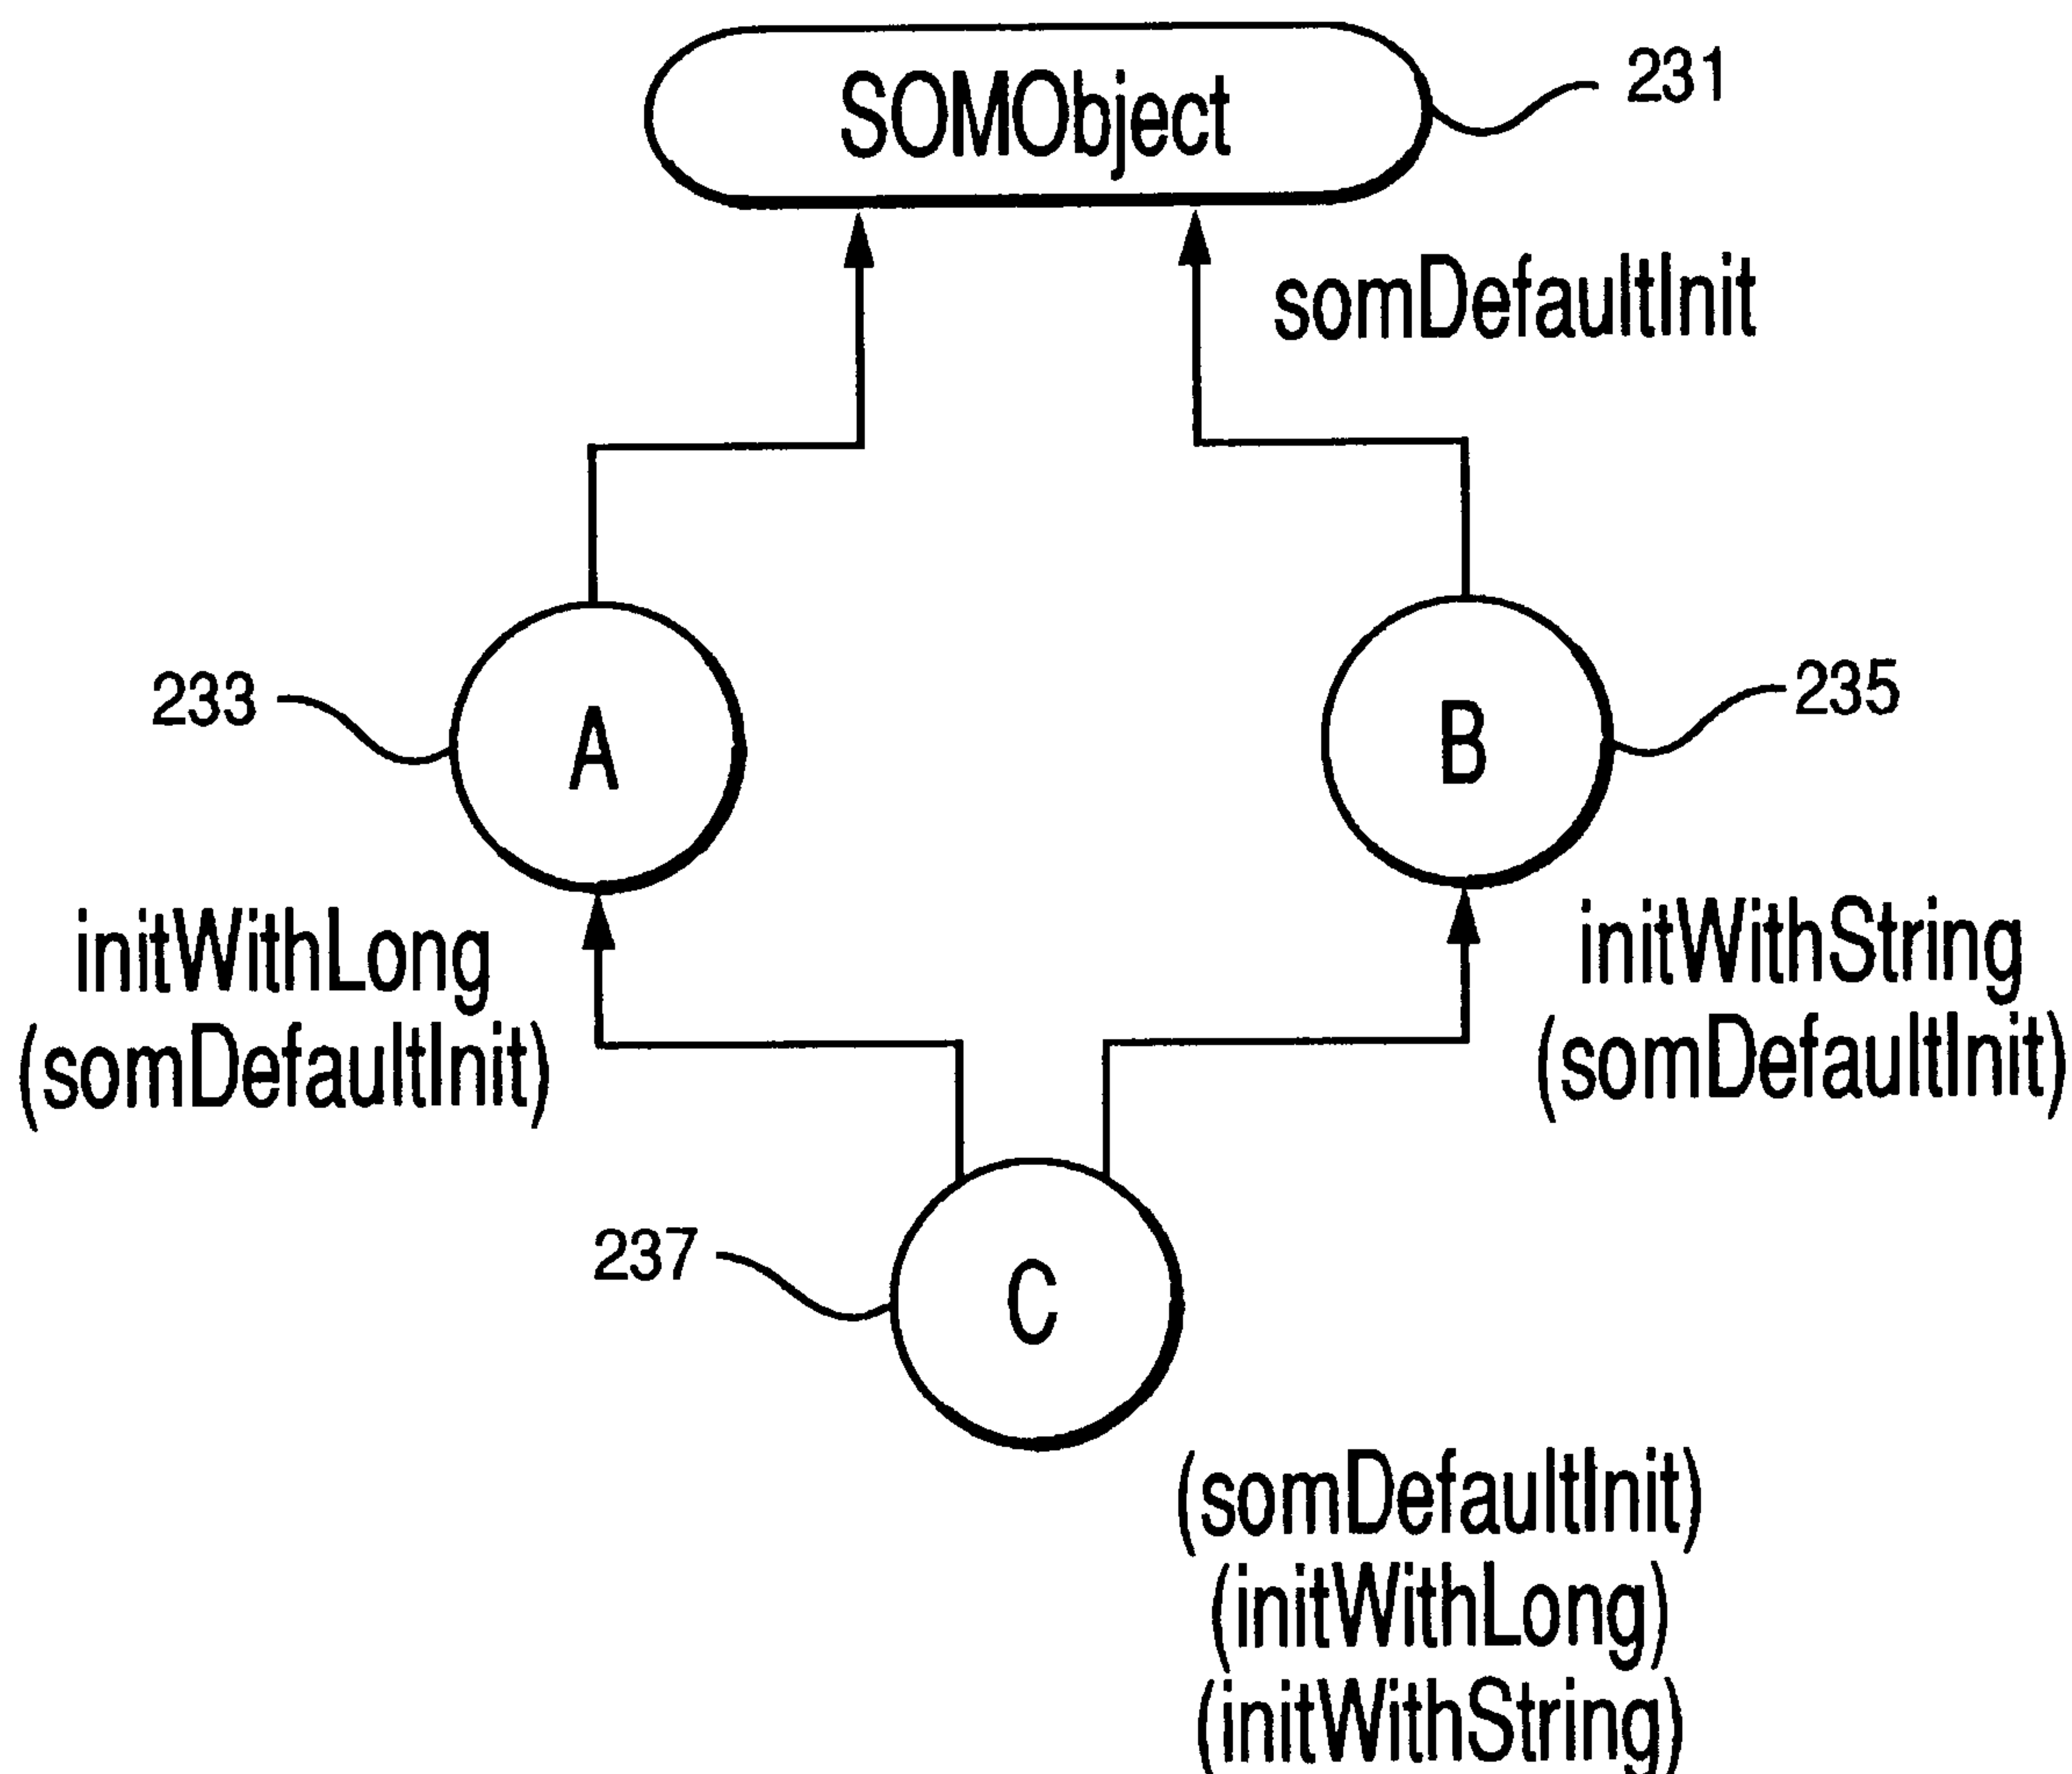 SOMObject
231
somDefaultInit
233
A
B
235
initWithLong
(somDefaultInit)
initWithString
(somDefaultInit)
237
C
(somDefaultInit)
(initWithLong)
(initWithString)